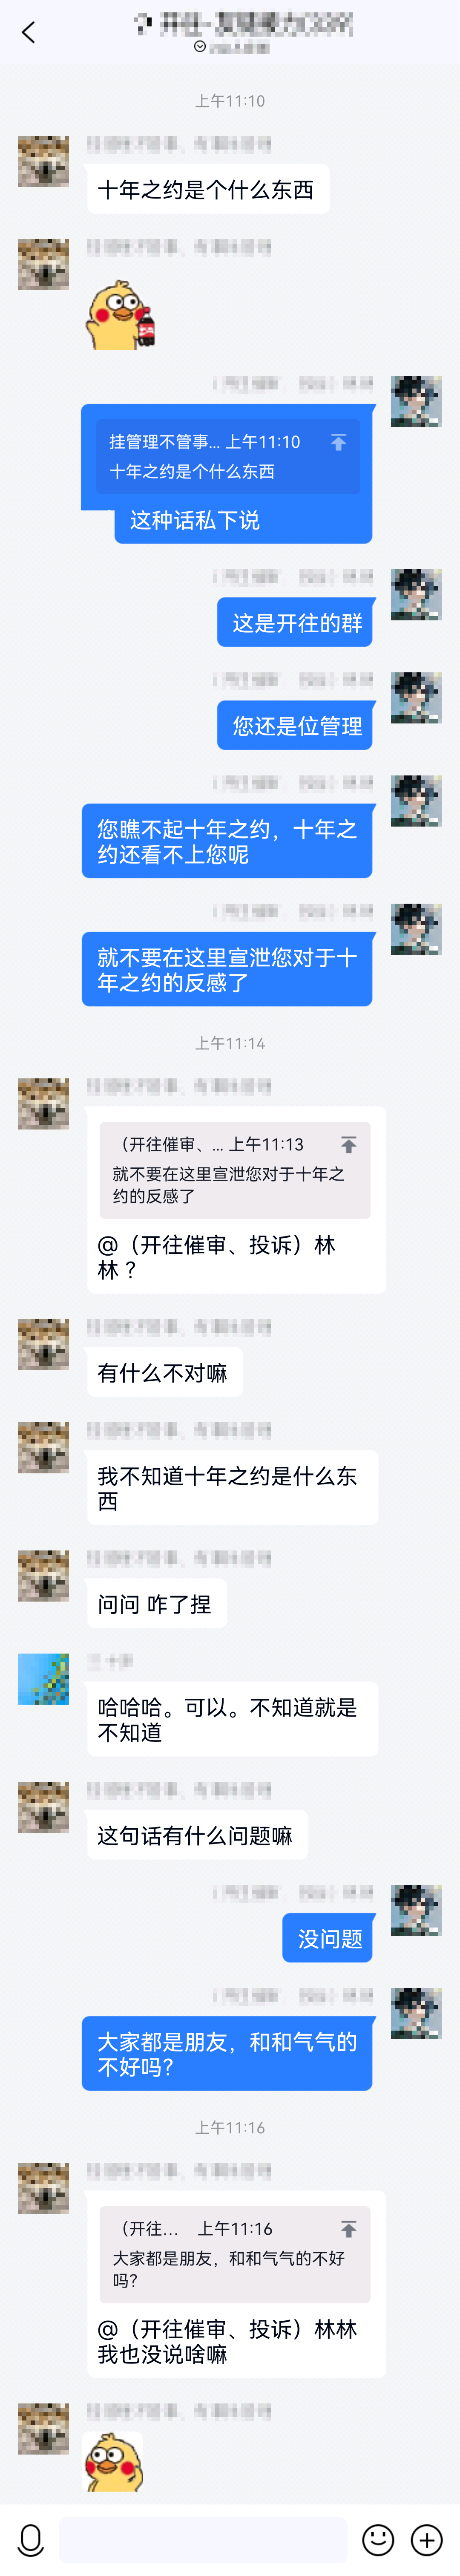 上午11:10
十年之约是个什么东西
挂管理不管事... 上午11:10
十年之约是个什么东西
这种话私下说
这是开往的群
您还是位管理
您瞧不起十年之约，十年之
约还看不上您呢
就不要在这里宣泄您对于十
年之约的反感了
上午11:14
（开往催审、... 上午11:13
就不要在这里宣泄您对于十年之
约的反感了
@（开往催审、投诉）林
林 ?
有什么不对嘛
我不知道十年之约是什么东
西
问问 咋了捏
哈哈哈。可以。不知道就是
不知道
这句话有什么问题嘛
没问题
大家都是朋友，和和气气的
不好吗?
上午11:16
（开往... 上午11:16
大家都是朋友，和和气气的不好
吗?
@（开往催审、投诉）林林
我也没说啥嘛